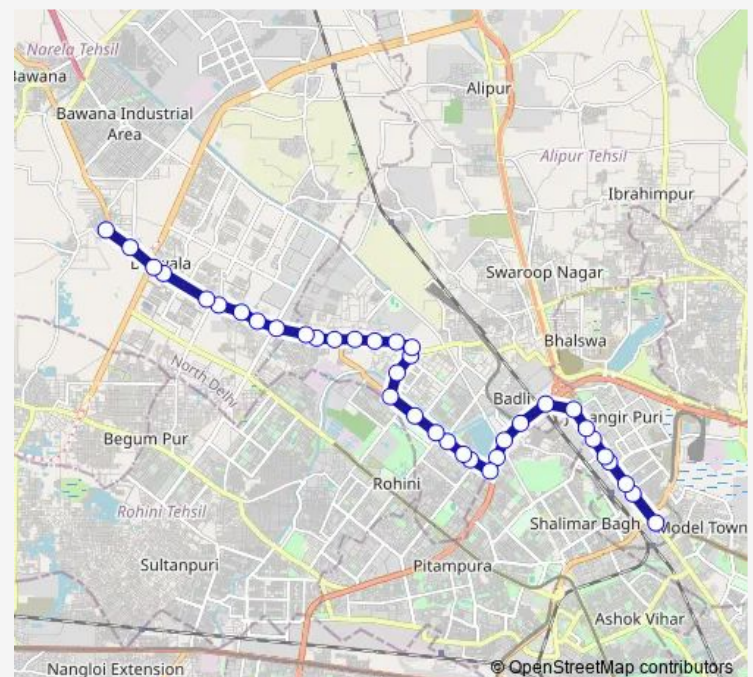 Narela Tehsil
Bawana
Bawana Industrial
Area
Alipur
Alipur Tehsil
Ibrahimpur
Swaroop Nagar
Bhalswa
North Delhi
Badli
Begum Pur
Rohini
Rohini Tehsil
Shalimar Bagh
Model Town
Sultanpuri
Pitampura
Ashok Vihar
Nangloi Extension
© OpenStreetMap contributors